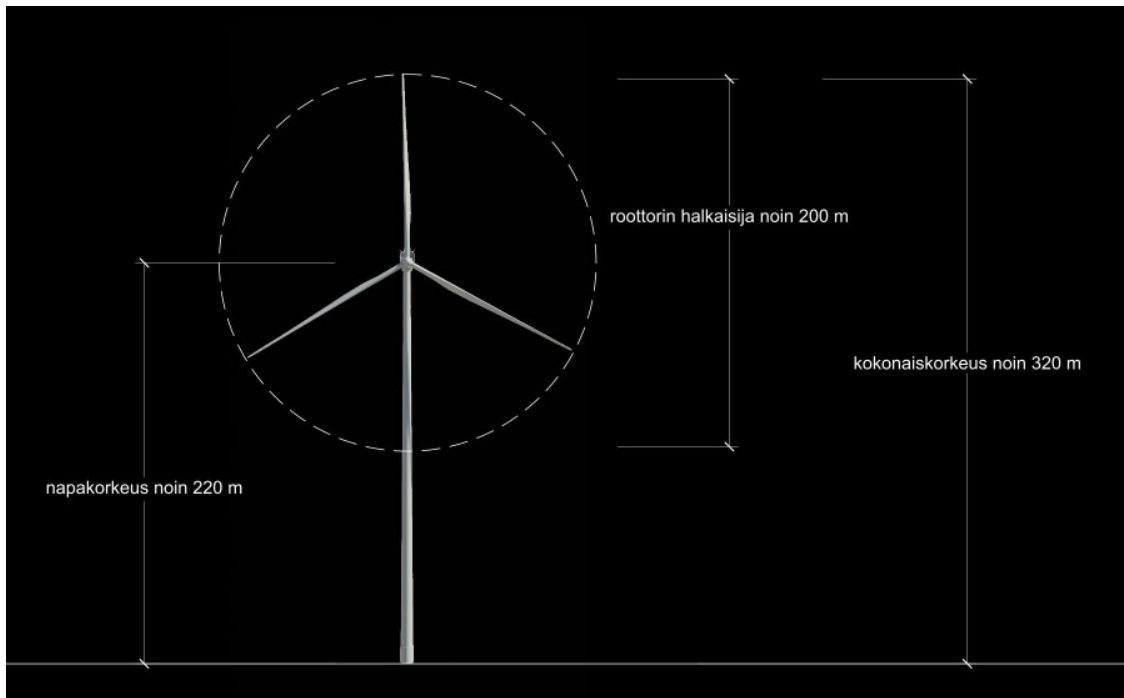 roottorin halkaisija noin 200 m
kokonaiskorkeus noin 320 m
napakorkeus noin 220 m